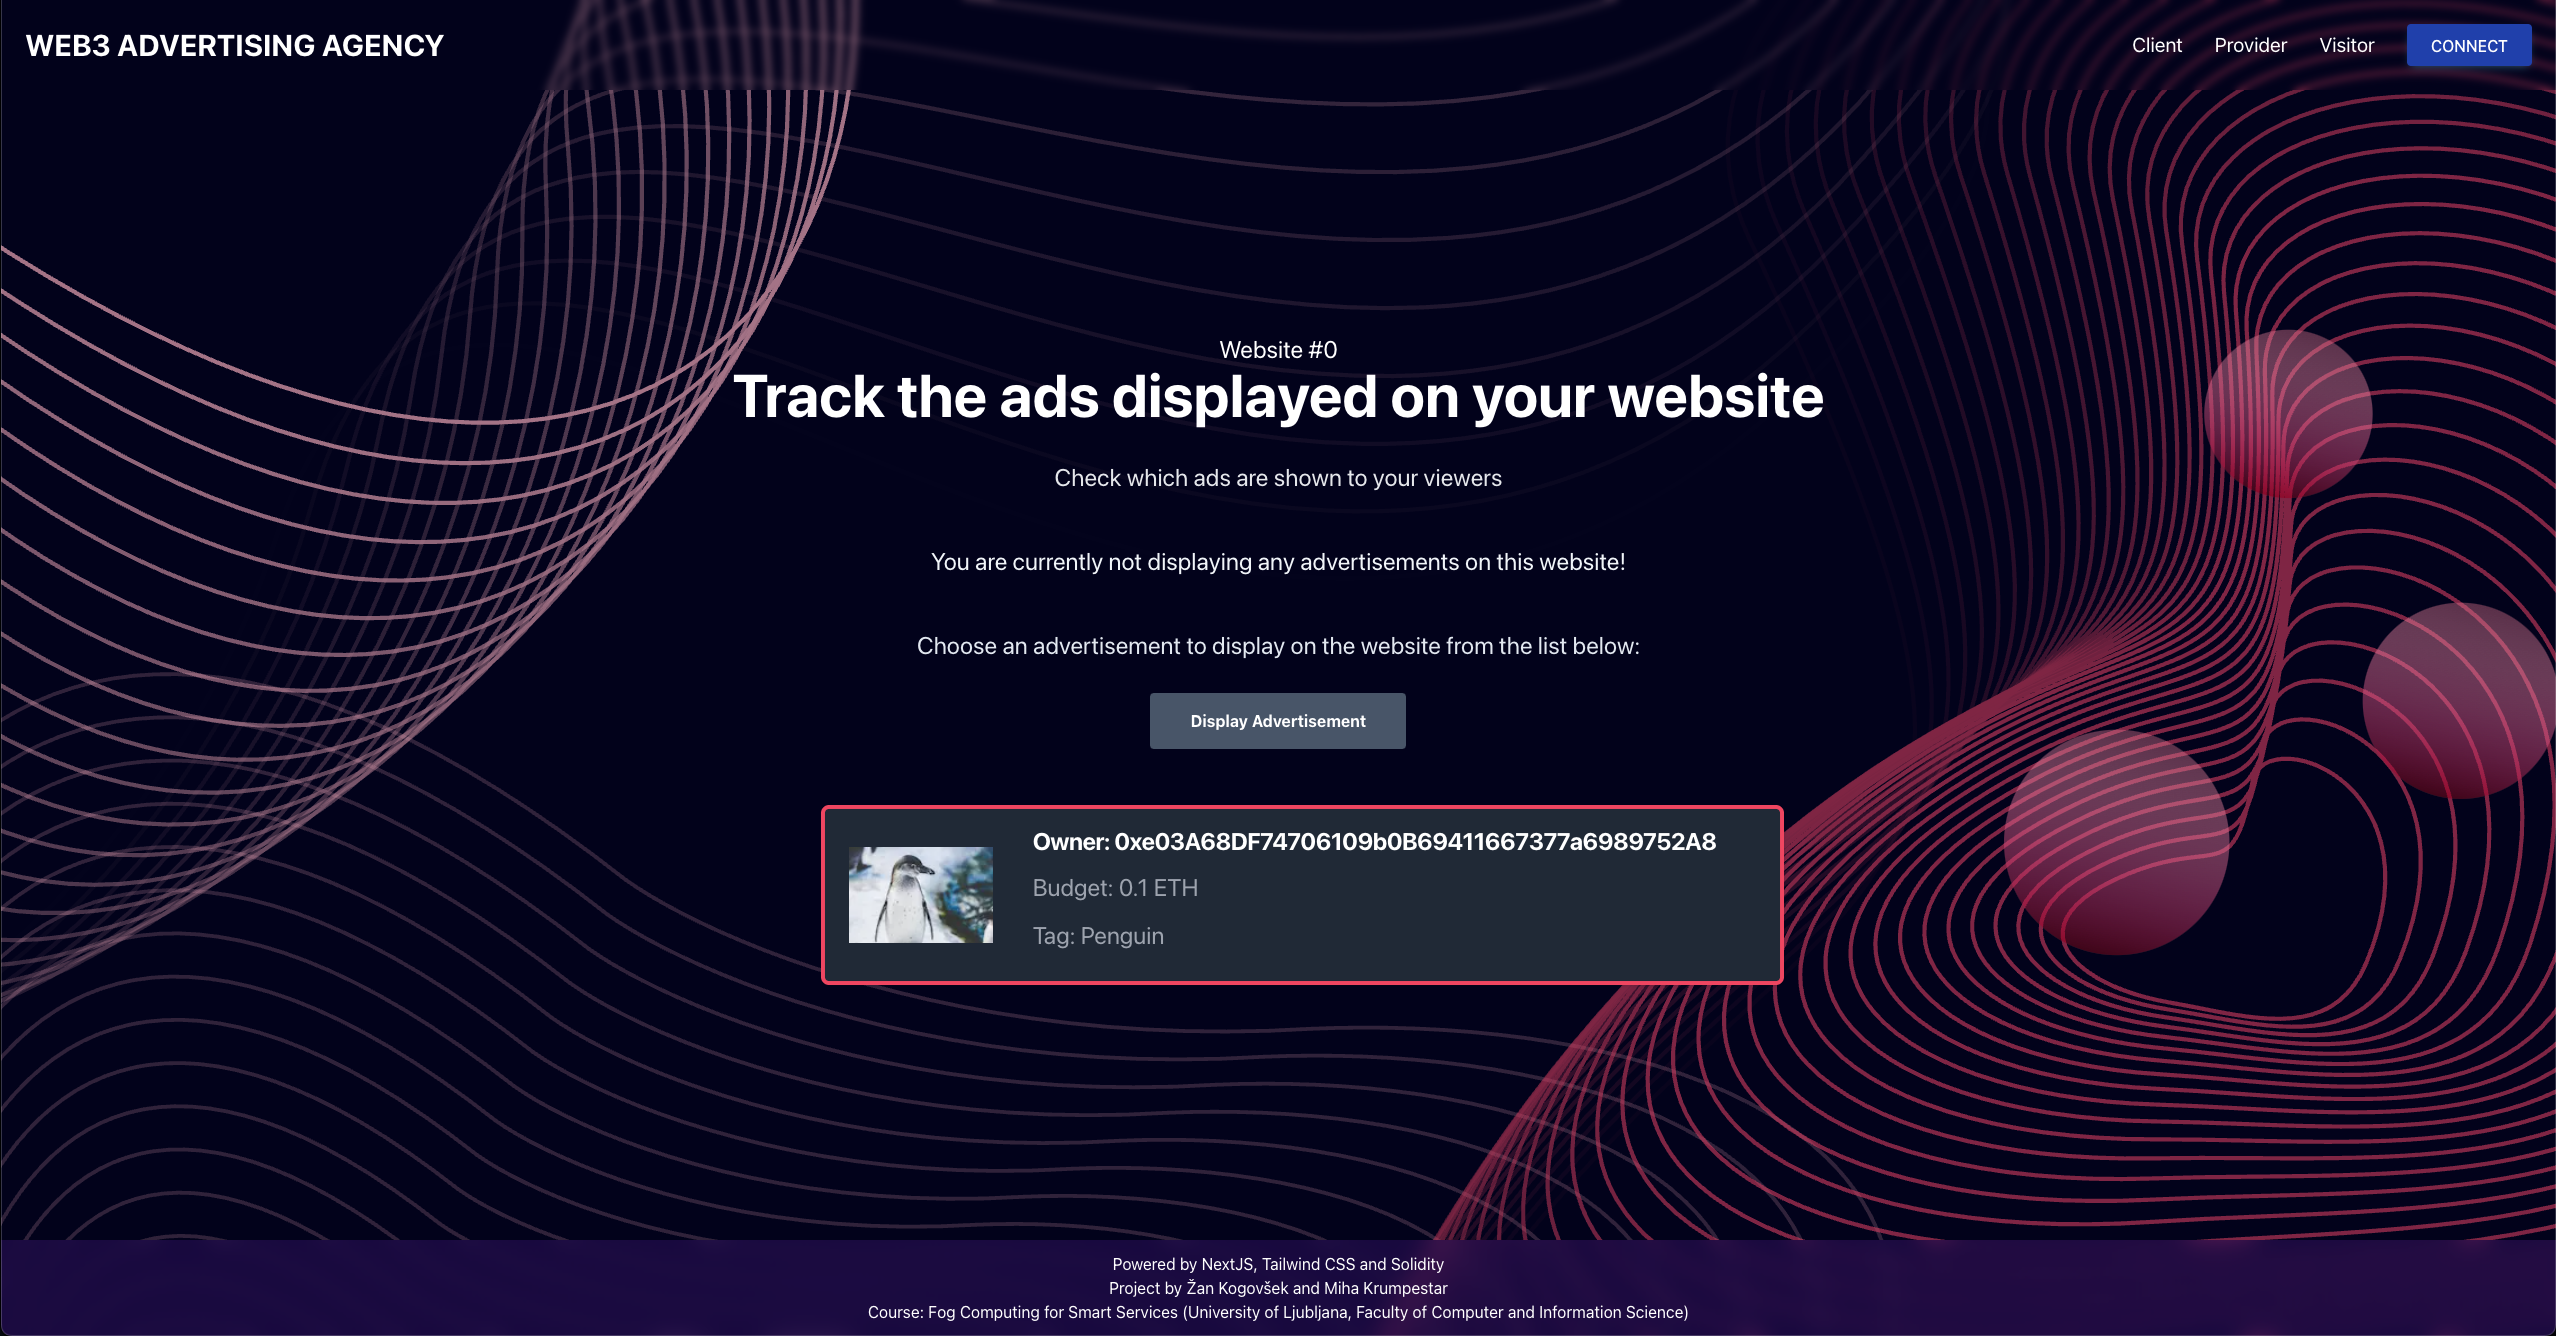 WEB3 ADVERTISING AGENCY
Client Provider Visitor CONNECT
Website #0
Track the ads displayed on your website
Check which ads are shown to your viewers
You are currently not displaying any advertisements on this website!
Choose an advertisement to display on the website from the list below:
Display Advertisement
Owner: 0xe03A68DF74706109b0B69411667377a6989752A8
Budget: 0.1 ETH
Tag: Penguin
Powered by NextJS, Tailwind CSS and Solidity
Project by Žan Kogovšek and Miha Krumpestar
Course: Fog Computing for Smart Services (University of Ljubljana, Faculty of Computer and Information Science)